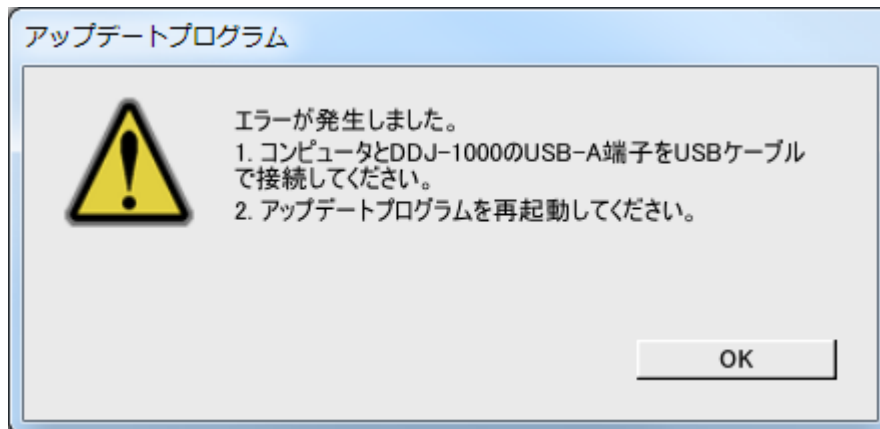 アップデートプログラム
エラーが発生しました。
1. コンピュータとDDJ-1000のUSB-A端子をUSBケーブル
で接続してください。
2. アップデートプログラムを再起動してください。
OK